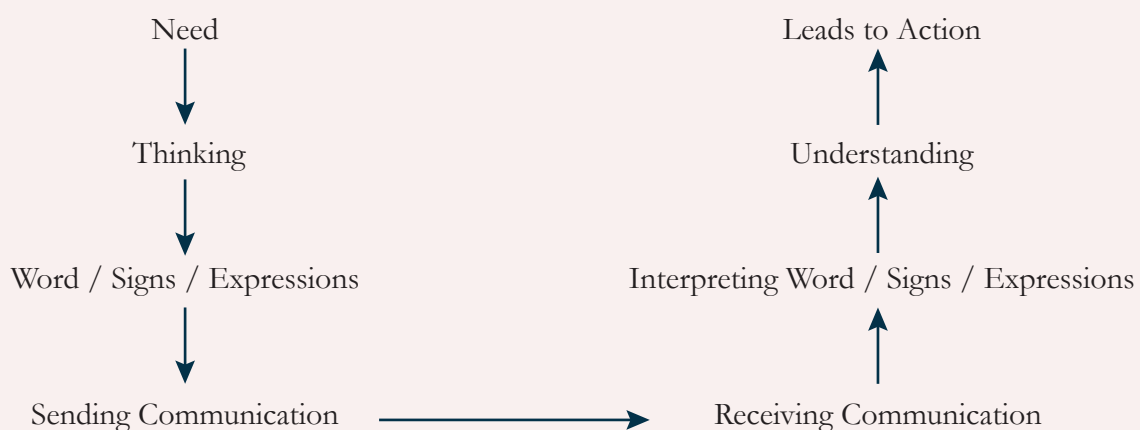 Need
Leads to Action
Thinking
Understanding
Word / Signs / Expressions
Interpreting Word / Signs / Expressions
Sending Communication
Receiving Communication